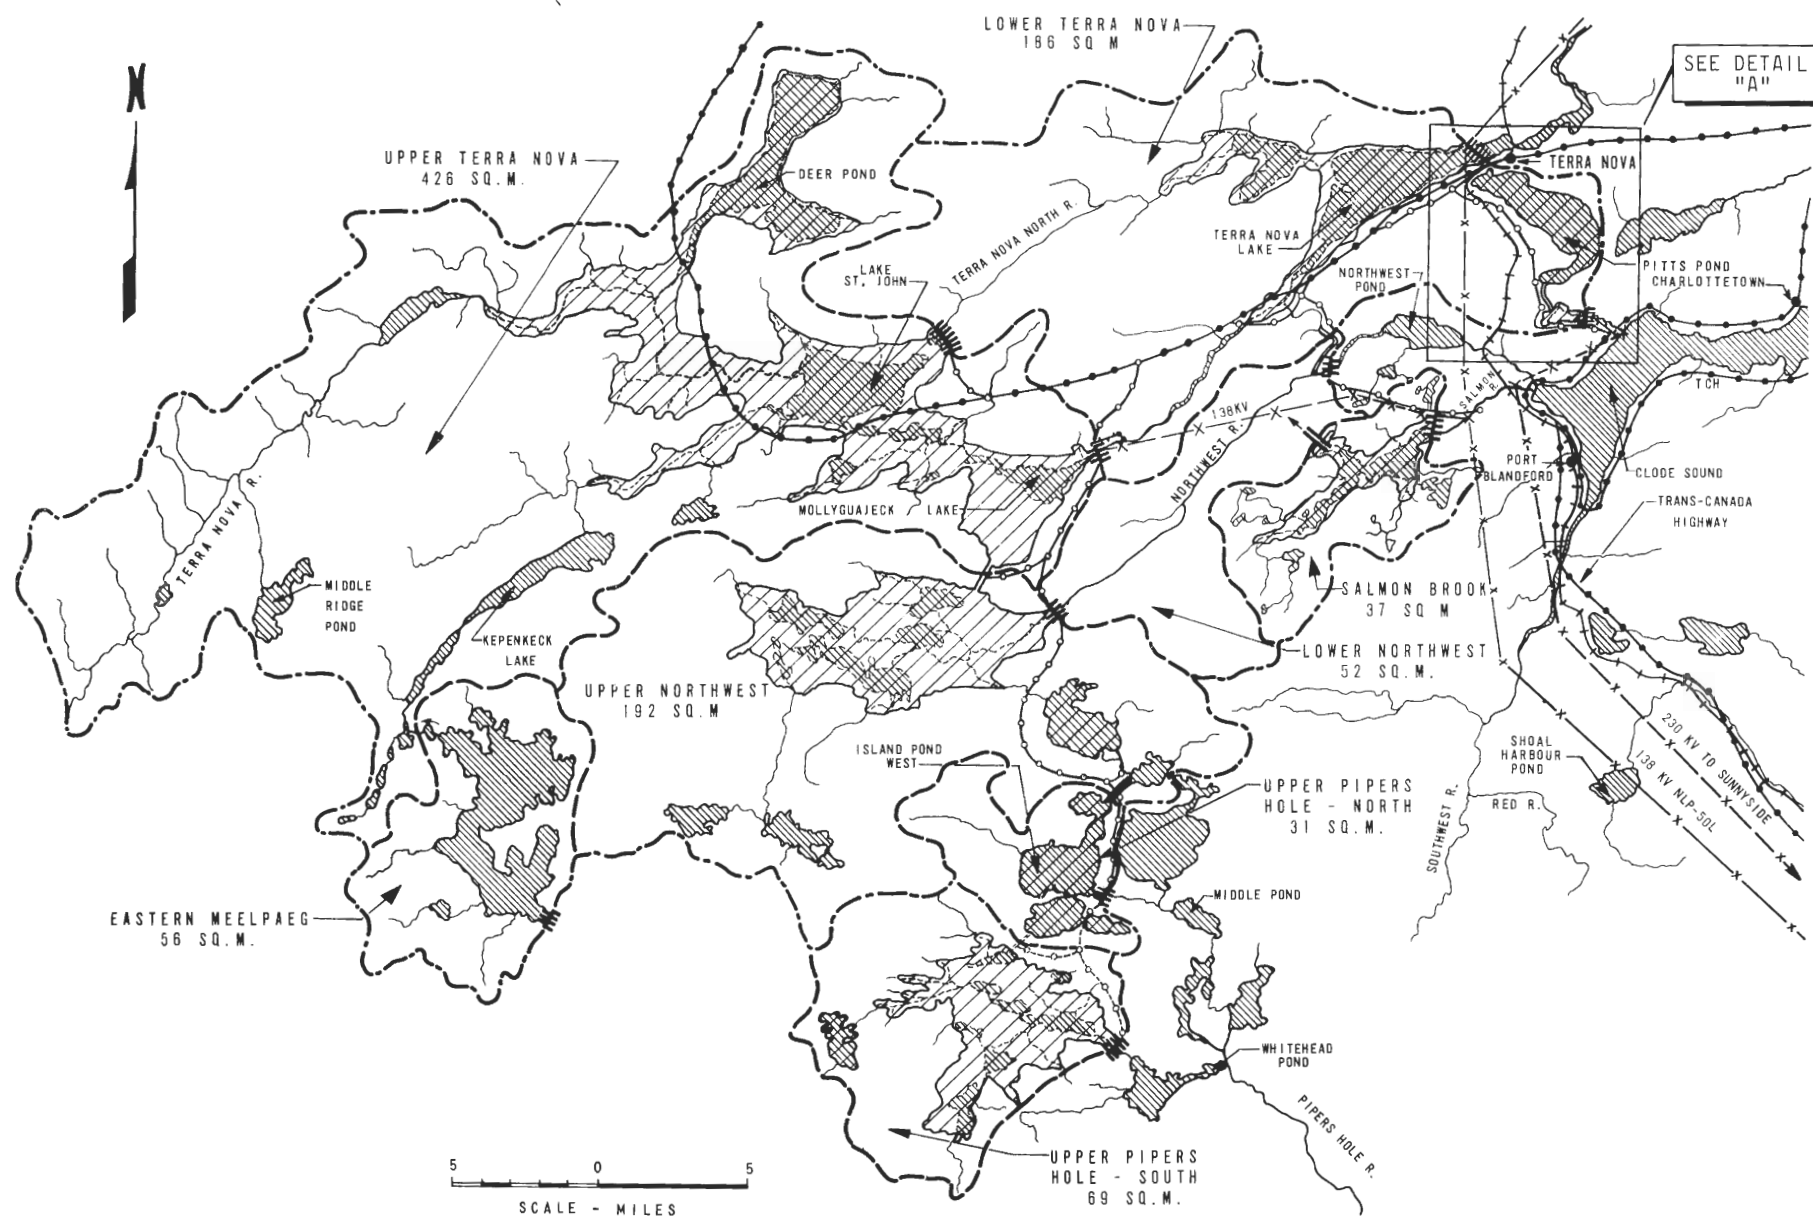 LOWER TERRA NOVA
186 SQ M
SEE DETAIL
"A"
N
UPPER TERRA NOVA
426 SQ.M.
DEER POND
TERRA NOVA
TERRA NOVA NORTH R.
TERRA NOVA
LAKE
LAKE
ST. JOHN
NORTHWEST
POND
PITTS POND
CHARLOTTETOWN
TCH
SALMON
R.
138KV
NORTHWEST R.
PORT
BLANDFORD
CLODE SOUND
TRANS-CANADA
HIGHWAY
MOLLYGUAJECK LAKE
TERRA NOVA R.
MIDDLE
RIDGE
POND
KEPENKECK
LAKE
SALMON BROOK
37 SQ M
LOWER NORTHWEST
52 SQ.M.
UPPER NORTHWEST
192 SQ.M
ISLAND POND
WEST
UPPER PIPERS
HOLE - NORTH
31 SQ.M.
SHOAL
HARBOUR
POND
230 KV TO SUNNYSIDE
138 KV NLP-50L
RED R.
SOUTHWEST R.
MIDDLE POND
EASTERN MEELPAEG
56 SQ.M.
WHITEHEAD
POND
PIPERS HOLE R.
UPPER PIPERS
HOLE - SOUTH
69 SQ.M.
5 0 5
SCALE - MILES